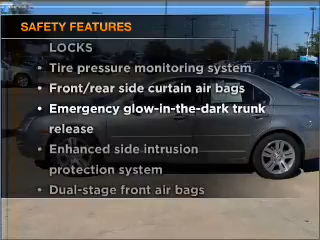 SAFETY FEATURES
LOCKS
• Tire pressure monitoring system
• Front/rear side curtain air bags
• Emergency glow-in-the-dark trunk
release
• Enhanced side intrusion
protection system
• Dual-stage front air bags